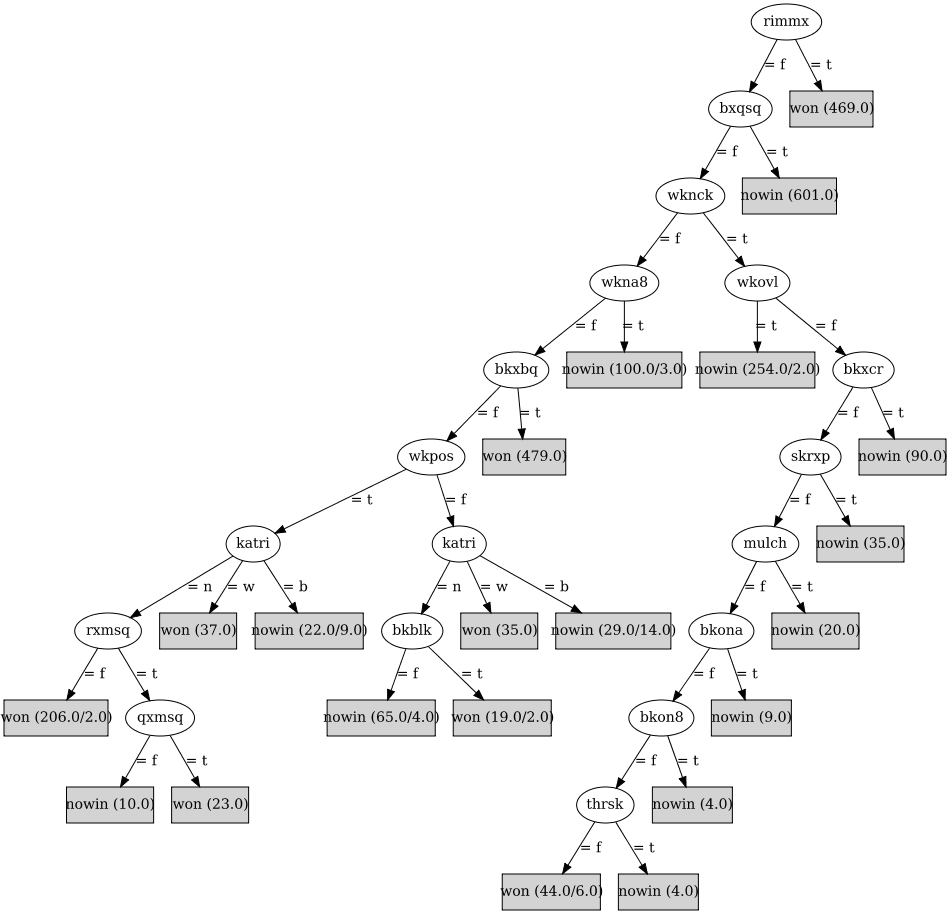 rimmx
= f
= t
bxqsq
won (469.0)
= f
= t
wknck
nowin (601.0)
= f
= t
wkna8
wkovl
= f
= t
= t
= f
bkxbq
nowin (100.0/3.0)
nowin (254.0/2.0)
bkxcr
= f
= t
= f
= t
wkpos
won (479.0)
skrxp
nowin (90.0)
= t
= f
= f
= t
katri
katri
mulch
nowin (35.0)
= n
= w
= b
= n
= w
= b
= f
= t
rxmsq
won (37.0)
nowin (22.0/9.0)
bkblk
won (35.0)
nowin (29.0/14.0)
bkona
nowin (20.0)
= f
= t
= f
= t
= f
= t
won (206.0/2.0)
qxmsq
nowin (65.0/4.0)
won (19.0/2.0)
bkon8
nowin (9.0)
= f
= t
= f
= t
nowin (10.0)
won (23.0)
thrsk
nowin (4.0)
= f
= t
won (44.0/6.0)
nowin (4.0)